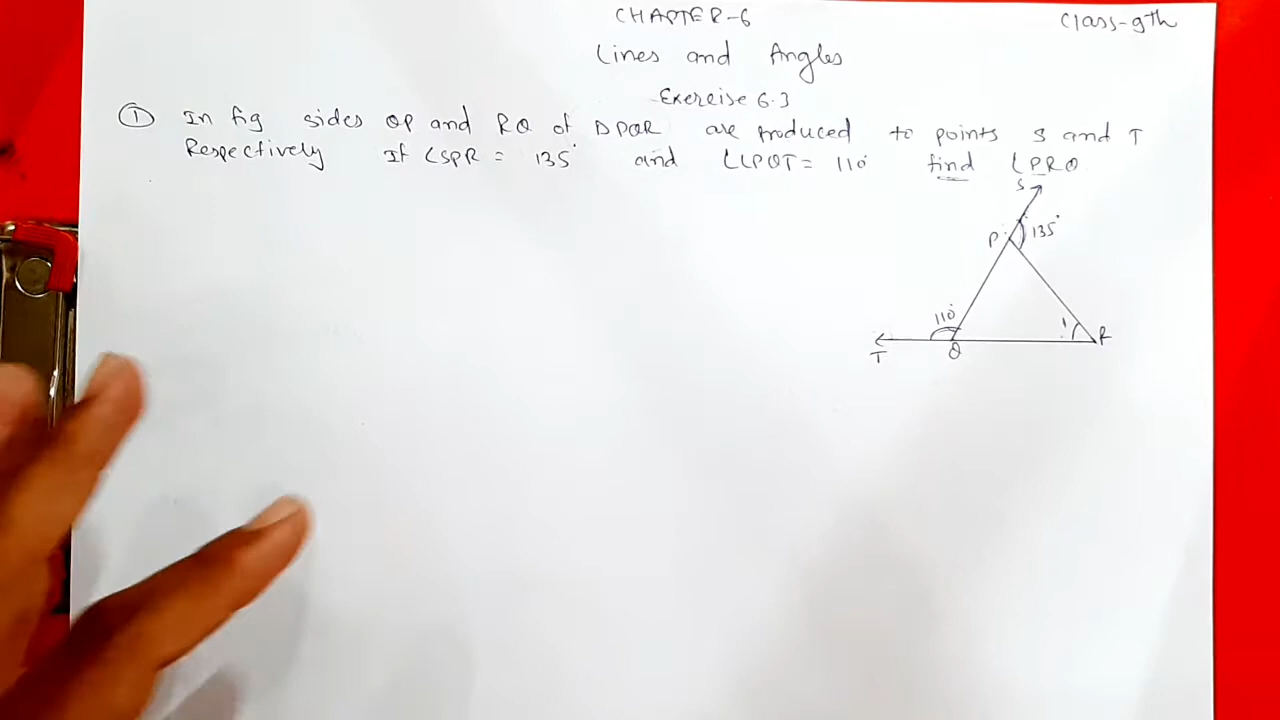 CHAPTER-6
Class-9th
Lines and Angles
Exercise 6.3
① In fig sides QP and RQ of ΔPQR are produced to points S and T
Respectively If ∠SPR = 135° and ∠∠PQT = 110° find ∠PRQ
S
P 135°
110°
T Q R